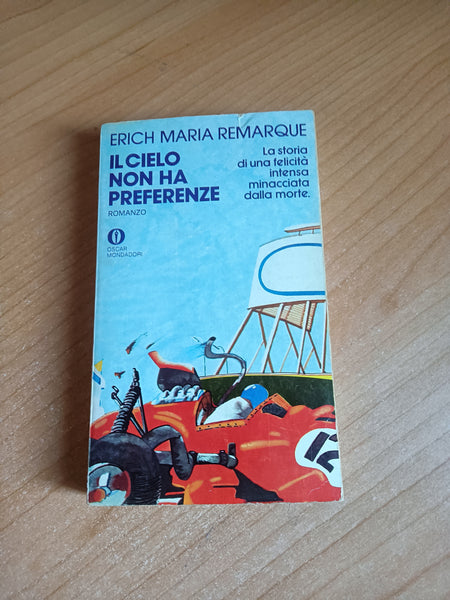 ERICH MARIA REMARQUE
IL CIELO
NON HA
PREFERENZE
ROMANZO
La storia
di una felicità
intensa
minacciata
dalla morte.
OSCAR
MONDADORI
12